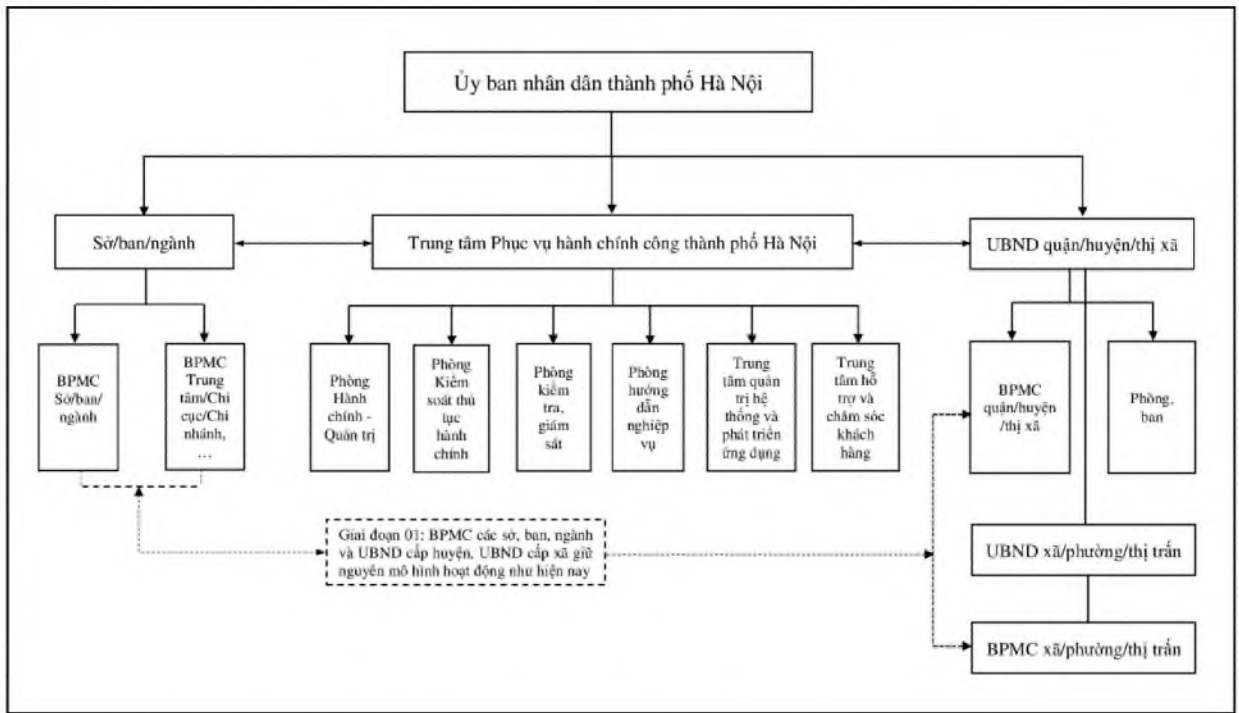 Ủy ban nhân dân thành phố Hà Nội
Sở/ban/ngành
Trung tâm Phục vụ hành chính công thành phố Hà Nội
UBND quận/huyện/thị xã
BPMC
Sở/ban/
ngành
BPMC
Trung
tâm/Chi
cục/Chi
nhánh,
...
Phòng
Hành
chính -
Quản trị
Phòng
Kiểm
soát thủ
tục
hành
chính
Phòng
kiểm
tra,
giám
sát
Phòng
hướng
dẫn
nghiệp
vụ
Trung
tâm quản
trị hệ
thống và
phát triển
ứng dụng
Trung
tâm hỗ
trợ và
chăm sóc
khách
hàng
BPMC
quận/huyện
/thị xã
Phòng,
ban
Giai đoạn 01: BPMC các sở, ban, ngành
và UBND cấp huyện, UBND cấp xã giữ
nguyên mô hình hoạt động như hiện nay
UBND xã/phường/thị trấn
BPMC xã/phường/thị trấn